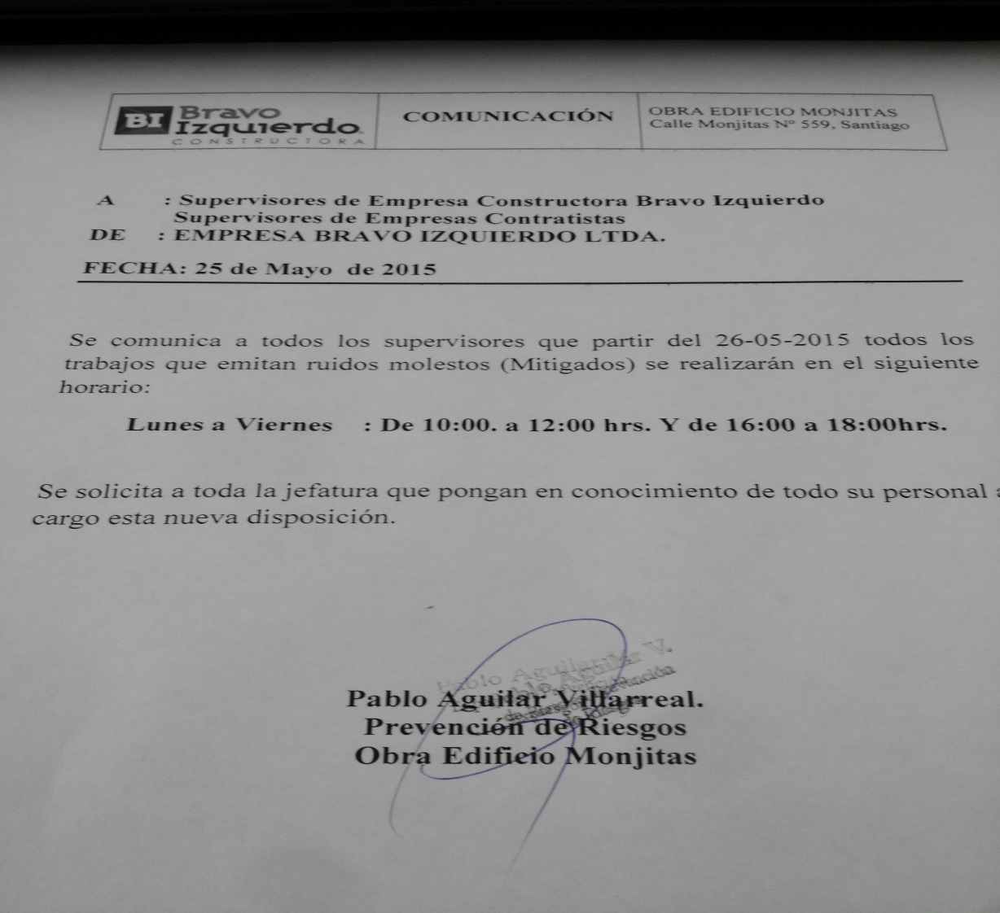 BI Bravo Izquierdo
CONSTRUCTORA
COMUNICACIÓN
OBRA EDIFICIO MONJITAS
Calle Monjitas Nº 559, Santiago
A : Supervisores de Empresa Constructora Bravo Izquierdo
Supervisores de Empresas Contratistas
DE : EMPRESA BRAVO IZQUIERDO LTDA.
FECHA: 25 de Mayo de 2015
Se comunica a todos los supervisores que partir del 26-05-2015 todos los
trabajos que emitan ruidos molestos (Mitigados) se realizarán en el siguiente
horario:
Lunes a Viernes : De 10:00. a 12:00 hrs. Y de 16:00 a 18:00hrs.
Se solicita a toda la jefatura que pongan en conocimiento de todo su personal a
cargo esta nueva disposición.
Pablo Aguilar V.
Pablo Aguilar Villarreal.
Prevención de Riesgos
Obra Edificio Monjitas